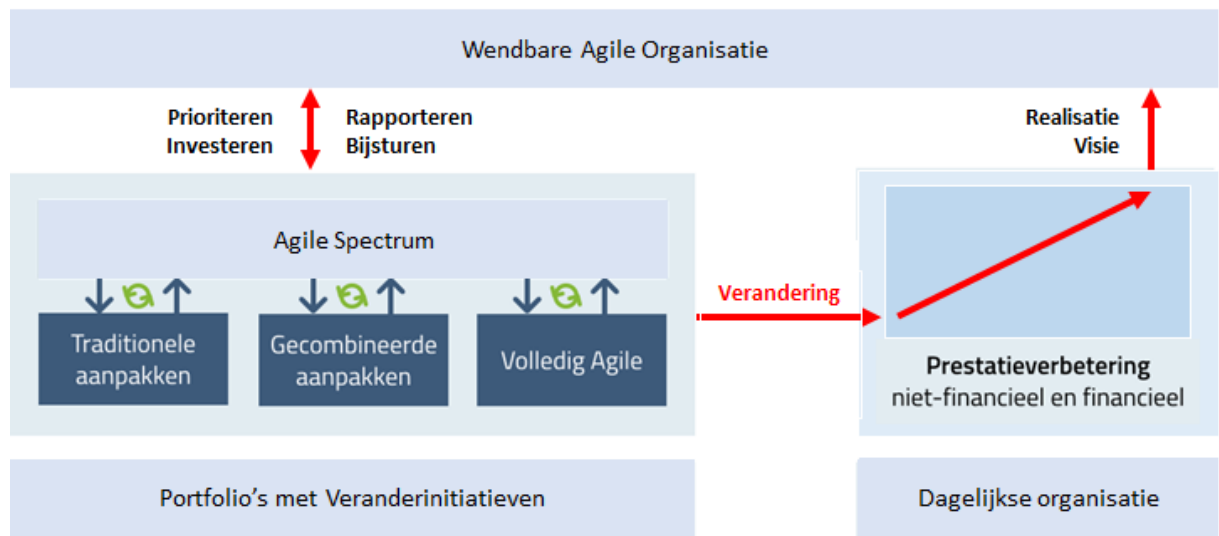 Wendbare Agile Organisatie
Prioriteren
Investeren
Rapporteren
Bijsturen
Realisatie
Visie
Agile Spectrum
Traditionele
aanpakken
Gecombineerde
aanpakken
Volledig Agile
Verandering
Prestatieverbetering
niet-financieel en financieel
Portfolio's met Veranderinitiatieven
Dagelijkse organisatie